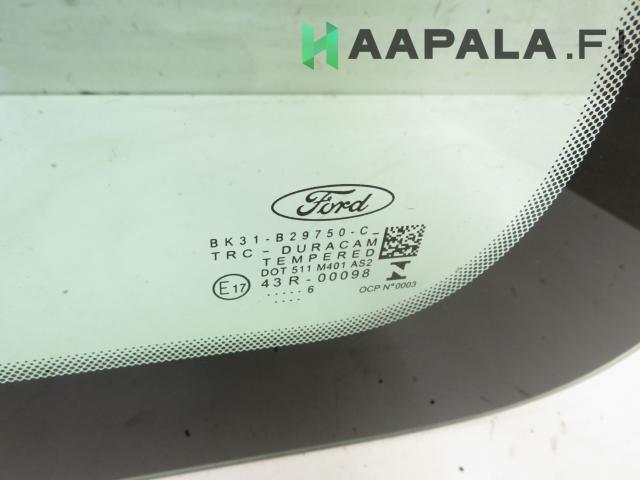 HAAPALA.FI
Ford
BK31-B29750-C
TRC - DURACAM
TEMPERED
DOT 511 M401 AS2
E17 43R-00098
..... 6
....
OCP N°0003